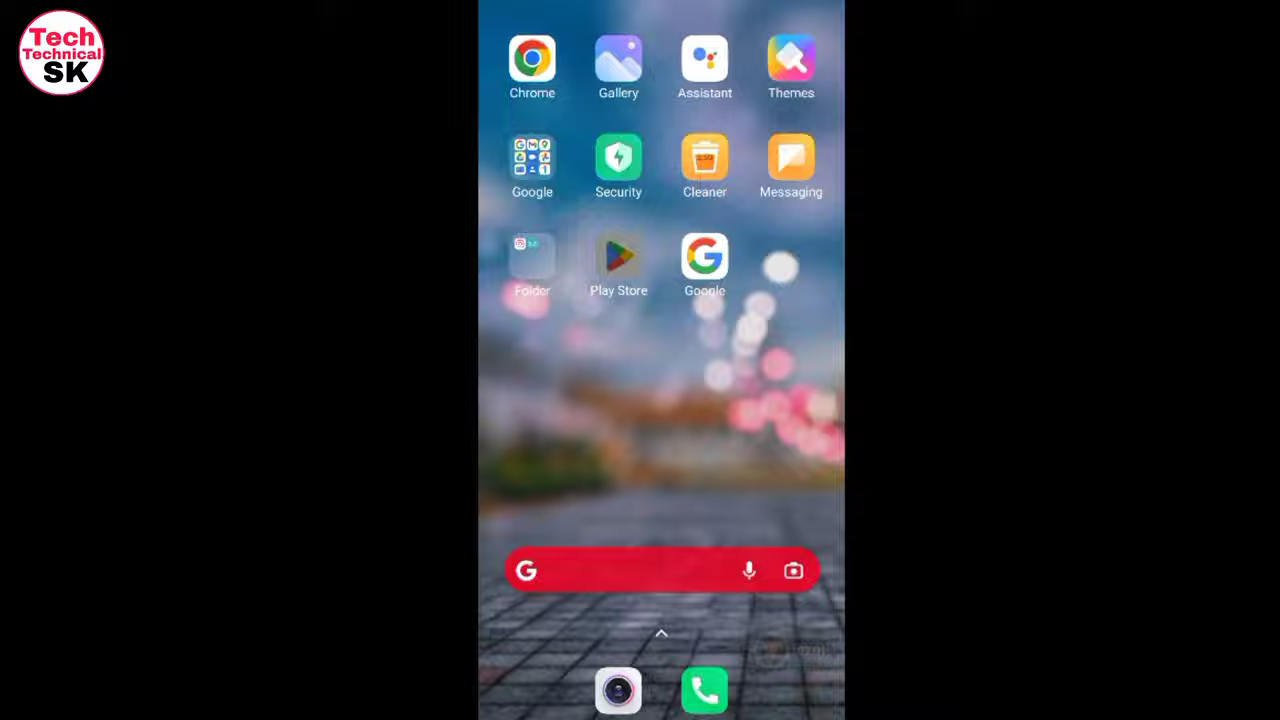 Tech
Technical
SK
Chrome
Gallery
Assistant
Themes
Google
Security
Cleaner
Messaging
Folder
Play Store
Google